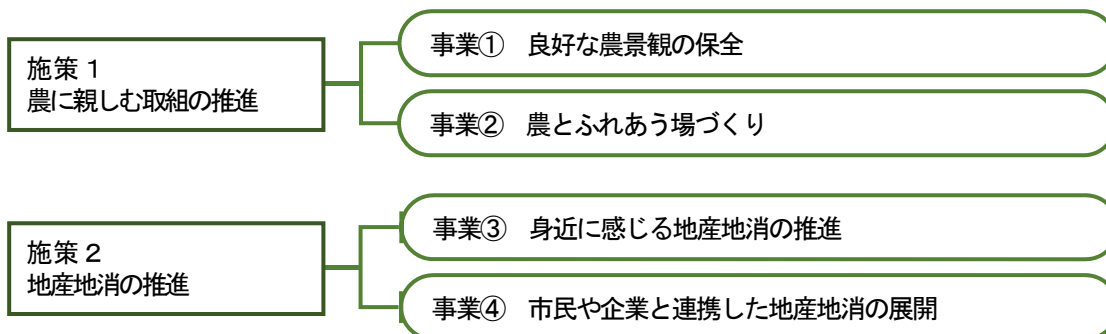 施策１
農に親しむ取組の推進
事業①　良好な農景観の保全
事業②　農とふれあう場づくり
施策２
地産地消の推進
事業③　身近に感じる地産地消の推進
事業④　市民や企業と連携した地産地消の展開